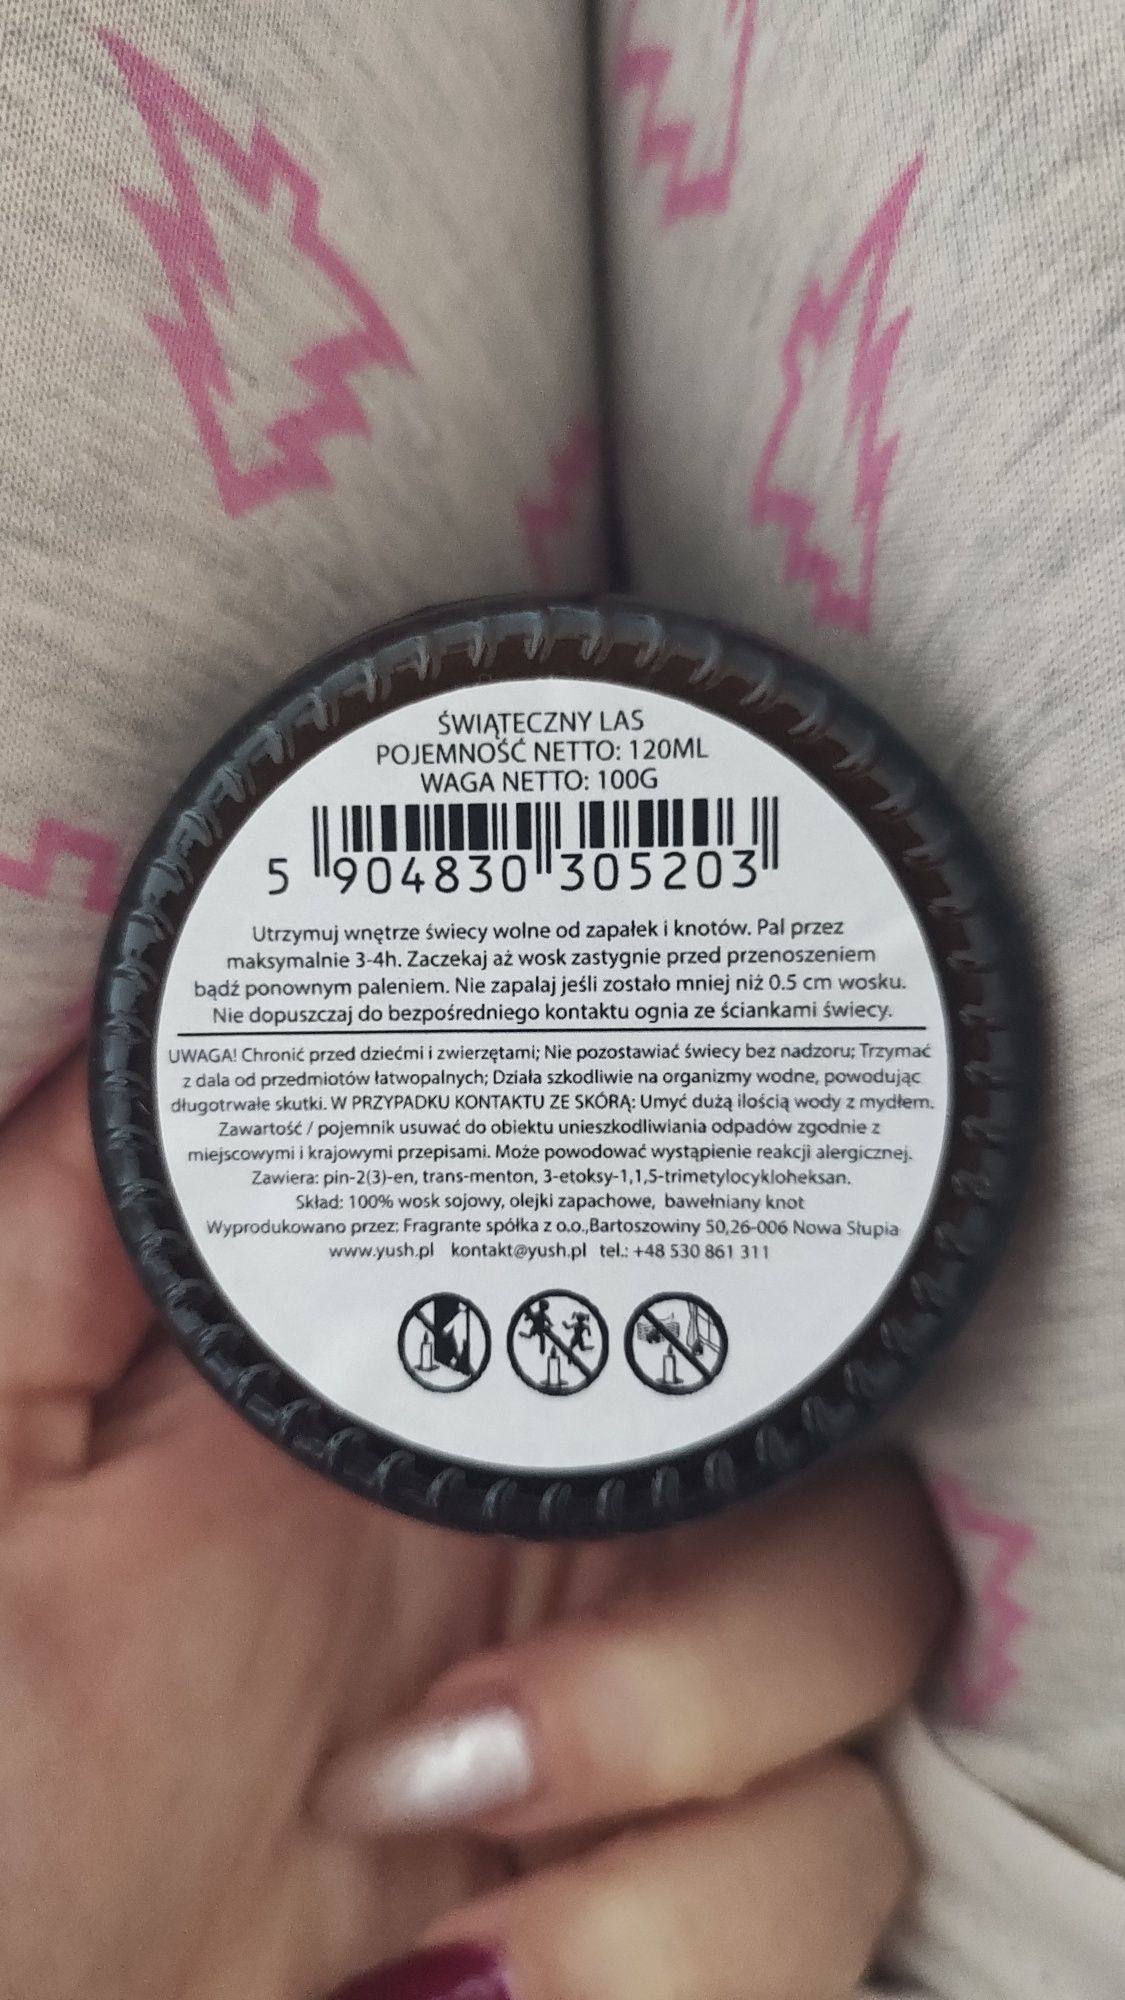 ŚWIĄTECZNY LAS
POJEMNOŚĆ NETTO: 120ML
WAGA NETTO: 100G
5 904830 305203
Utrzymuj wnętrze świecy wolne od zapałek i knotów. Pal przez
maksymalnie 3-4h. Zaczekaj aż wosk zastygnie przed przenoszeniem
bądź ponownym paleniem. Nie zapalaj jeśli zostało mniej niż 0.5 cm wosku.
Nie dopuszczaj do bezpośredniego kontaktu ognia ze ściankami świecy.
UWAGA! Chronić przed dziećmi i zwierzętami; Nie pozostawiać świecy bez nadzoru; Trzymać
z dala od przedmiotów łatwopalnych; Działa szkodliwie na organizmy wodne, powodując
długotrwałe skutki. W PRZYPADKU KONTAKTU ZE SKÓRĄ: Umyć dużą ilością wody z mydłem.
Zawartość / pojemnik usuwać do obiektu unieszkodliwiania odpadów zgodnie z
miejscowymi i krajowymi przepisami. Może powodować wystąpienie reakcji alergicznej.
Zawiera: pin-2(3)-en, trans-menton, 3-etoksy-1,1,5-trimetylocykloheksan.
Skład: 100% wosk sojowy, olejki zapachowe, bawełniany knot
Wyprodukowano przez: Fragrante spółka z o.o.,Bartoszowiny 50,26-006 Nowa Słupia
www.yush.pl kontakt@yush.pl tel.: +48 530 861 311